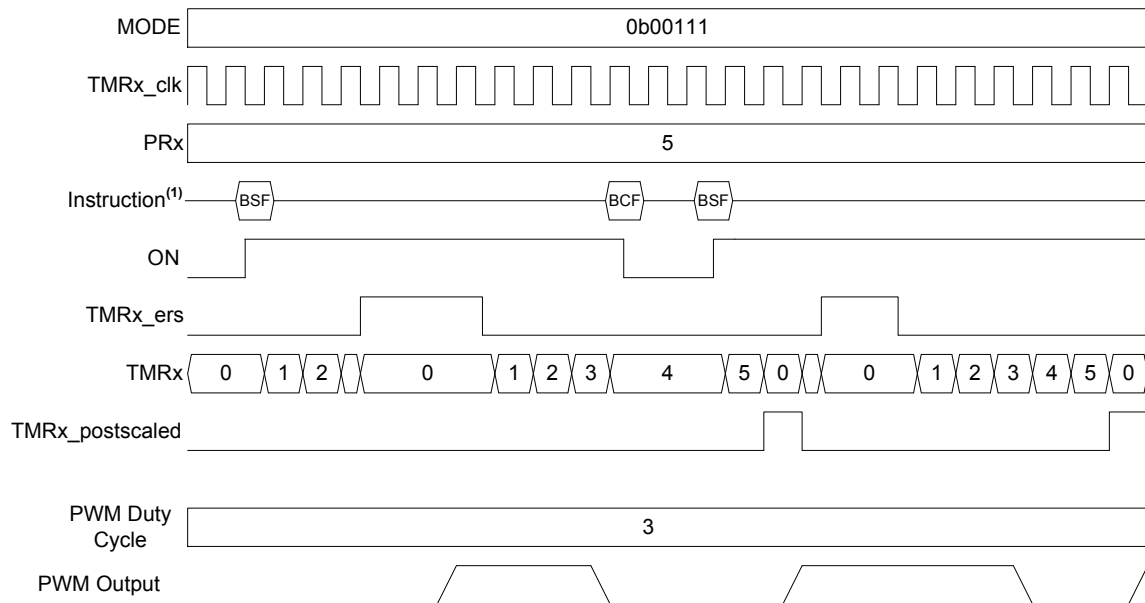 MODE 0b00111
TMRx_clk
PRx 5
Instruction(1) BSF BCF BSF
ON
TMRx_ers
TMRx 0 1 2 0 1 2 3 4 5 0 0 1 2 3 4 5 0
TMRx_postscaled
PWM Duty
Cycle 3
PWM Output